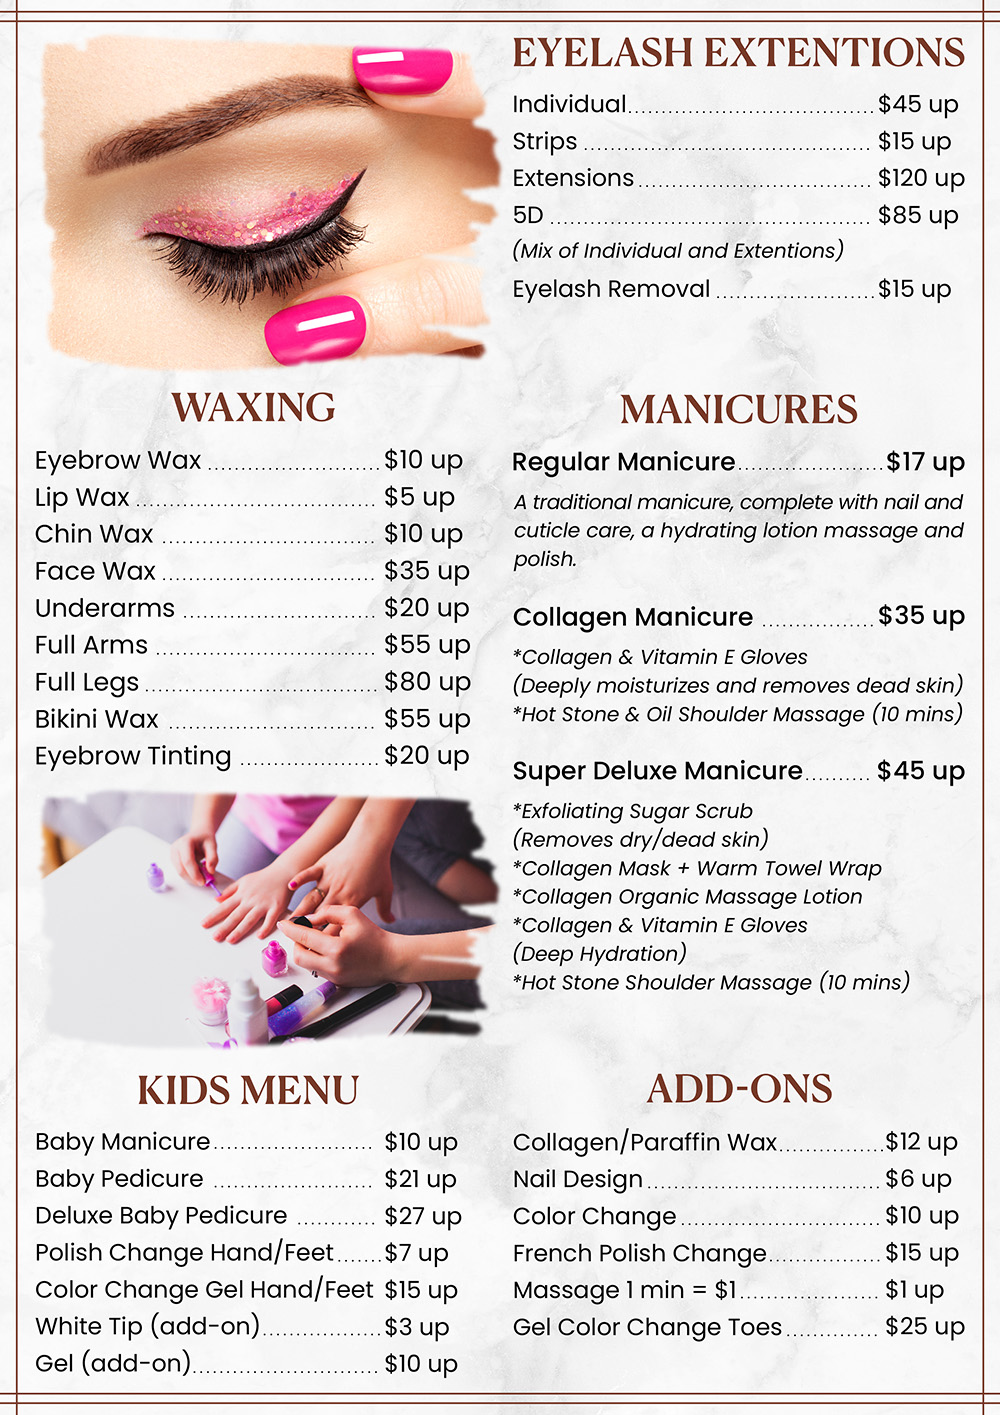 EYELASH EXTENTIONS
Individual $45 up
Strips $15 up
Extensions $120 up
5D $85 up
(Mix of Individual and Extentions)
Eyelash Removal $15 up
WAXING
Eyebrow Wax $10 up
Lip Wax $5 up
Chin Wax $10 up
Face Wax $35 up
Underarms $20 up
Full Arms $55 up
Full Legs $80 up
Bikini Wax $55 up
Eyebrow Tinting $20 up
MANICURES
Regular Manicure $17 up
A traditional manicure, complete with nail and
cuticle care, a hydrating lotion massage and
polish.
Collagen Manicure $35 up
*Collagen & Vitamin E Gloves
(Deeply moisturizes and removes dead skin)
*Hot Stone & Oil Shoulder Massage (10 mins)
Super Deluxe Manicure $45 up
*Exfoliating Sugar Scrub
(Removes dry/dead skin)
*Collagen Mask + Warm Towel Wrap
*Collagen Organic Massage Lotion
*Collagen & Vitamin E Gloves
(Deep Hydration)
*Hot Stone Shoulder Massage (10 mins)
KIDS MENU
Baby Manicure $10 up
Baby Pedicure $21 up
Deluxe Baby Pedicure $27 up
Polish Change Hand/Feet $7 up
Color Change Gel Hand/Feet $15 up
White Tip (add-on) $3 up
Gel (add-on) $10 up
ADD-ONS
Collagen/Paraffin Wax $12 up
Nail Design $6 up
Color Change $10 up
French Polish Change $15 up
Massage 1 min = $1 $1 up
Gel Color Change Toes $25 up